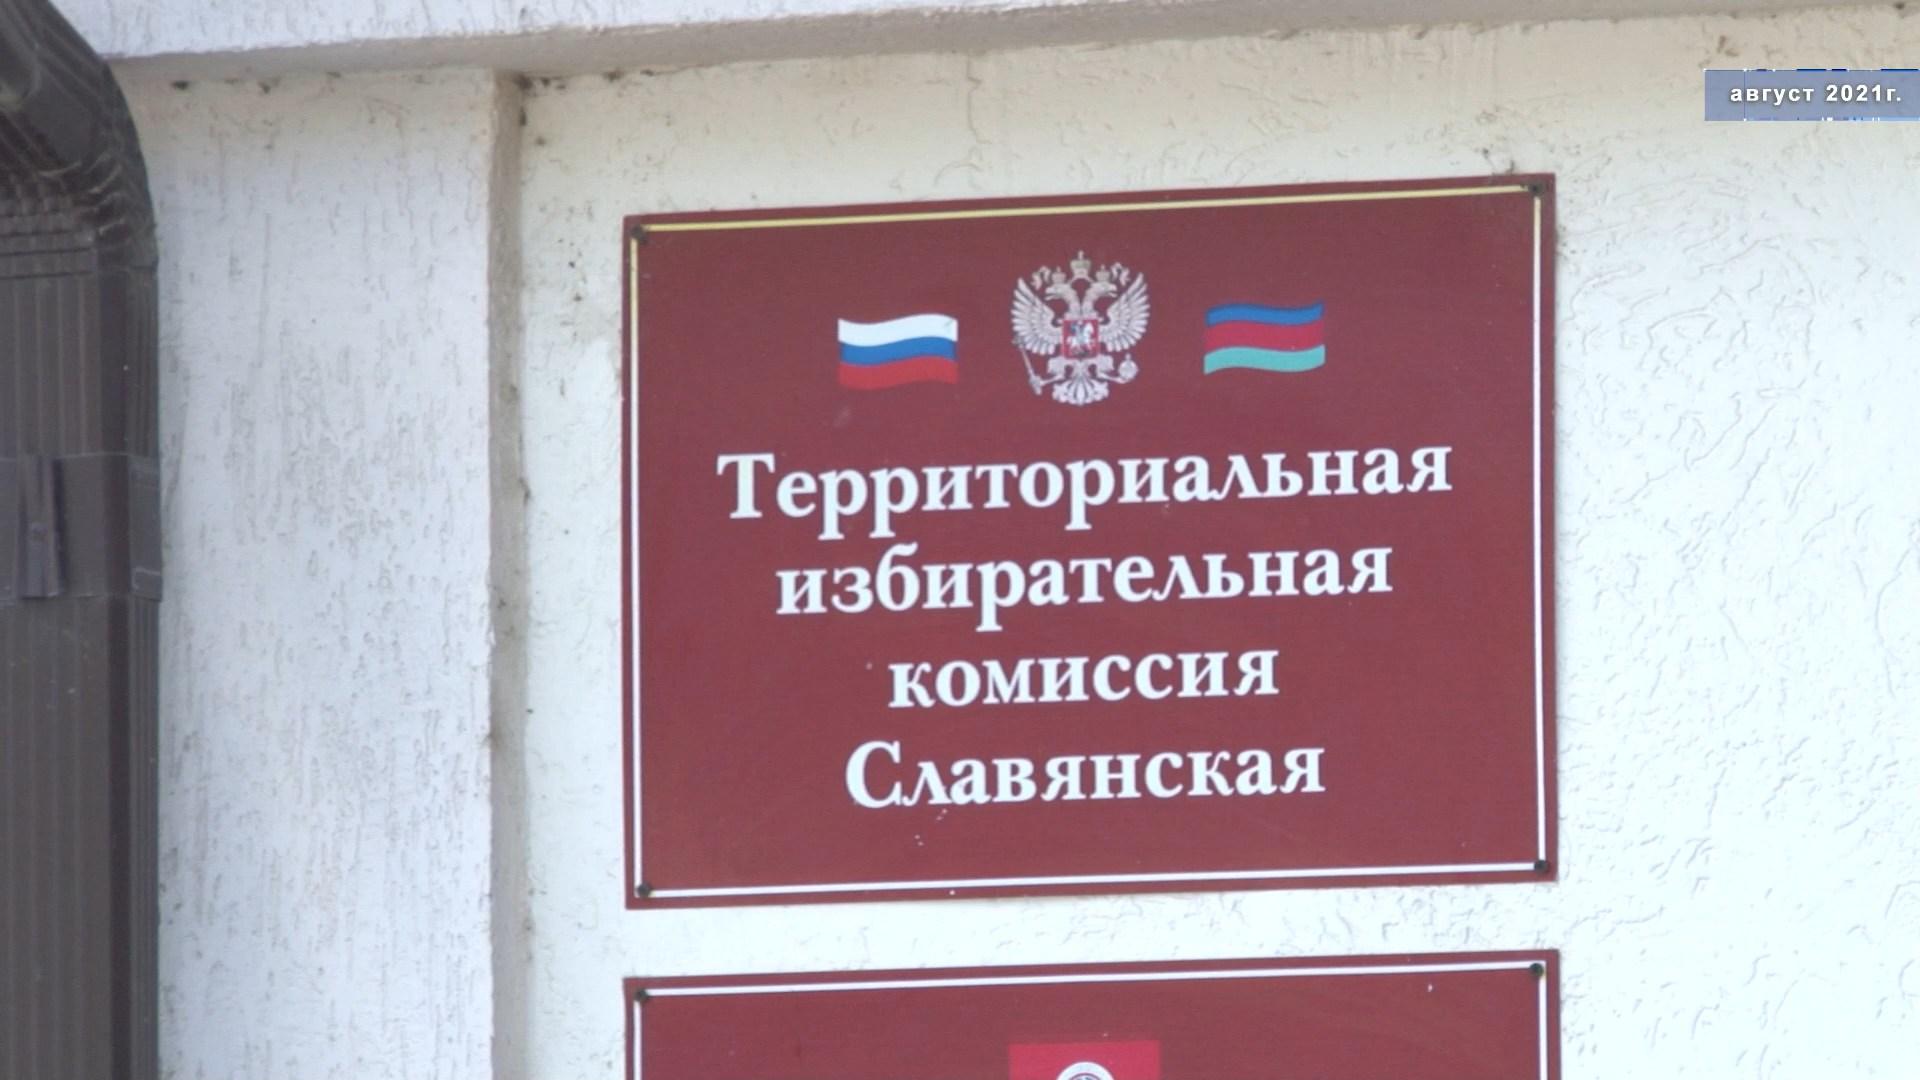 август 2021г.
Территориальная
избирательная
комиссия
Славянская